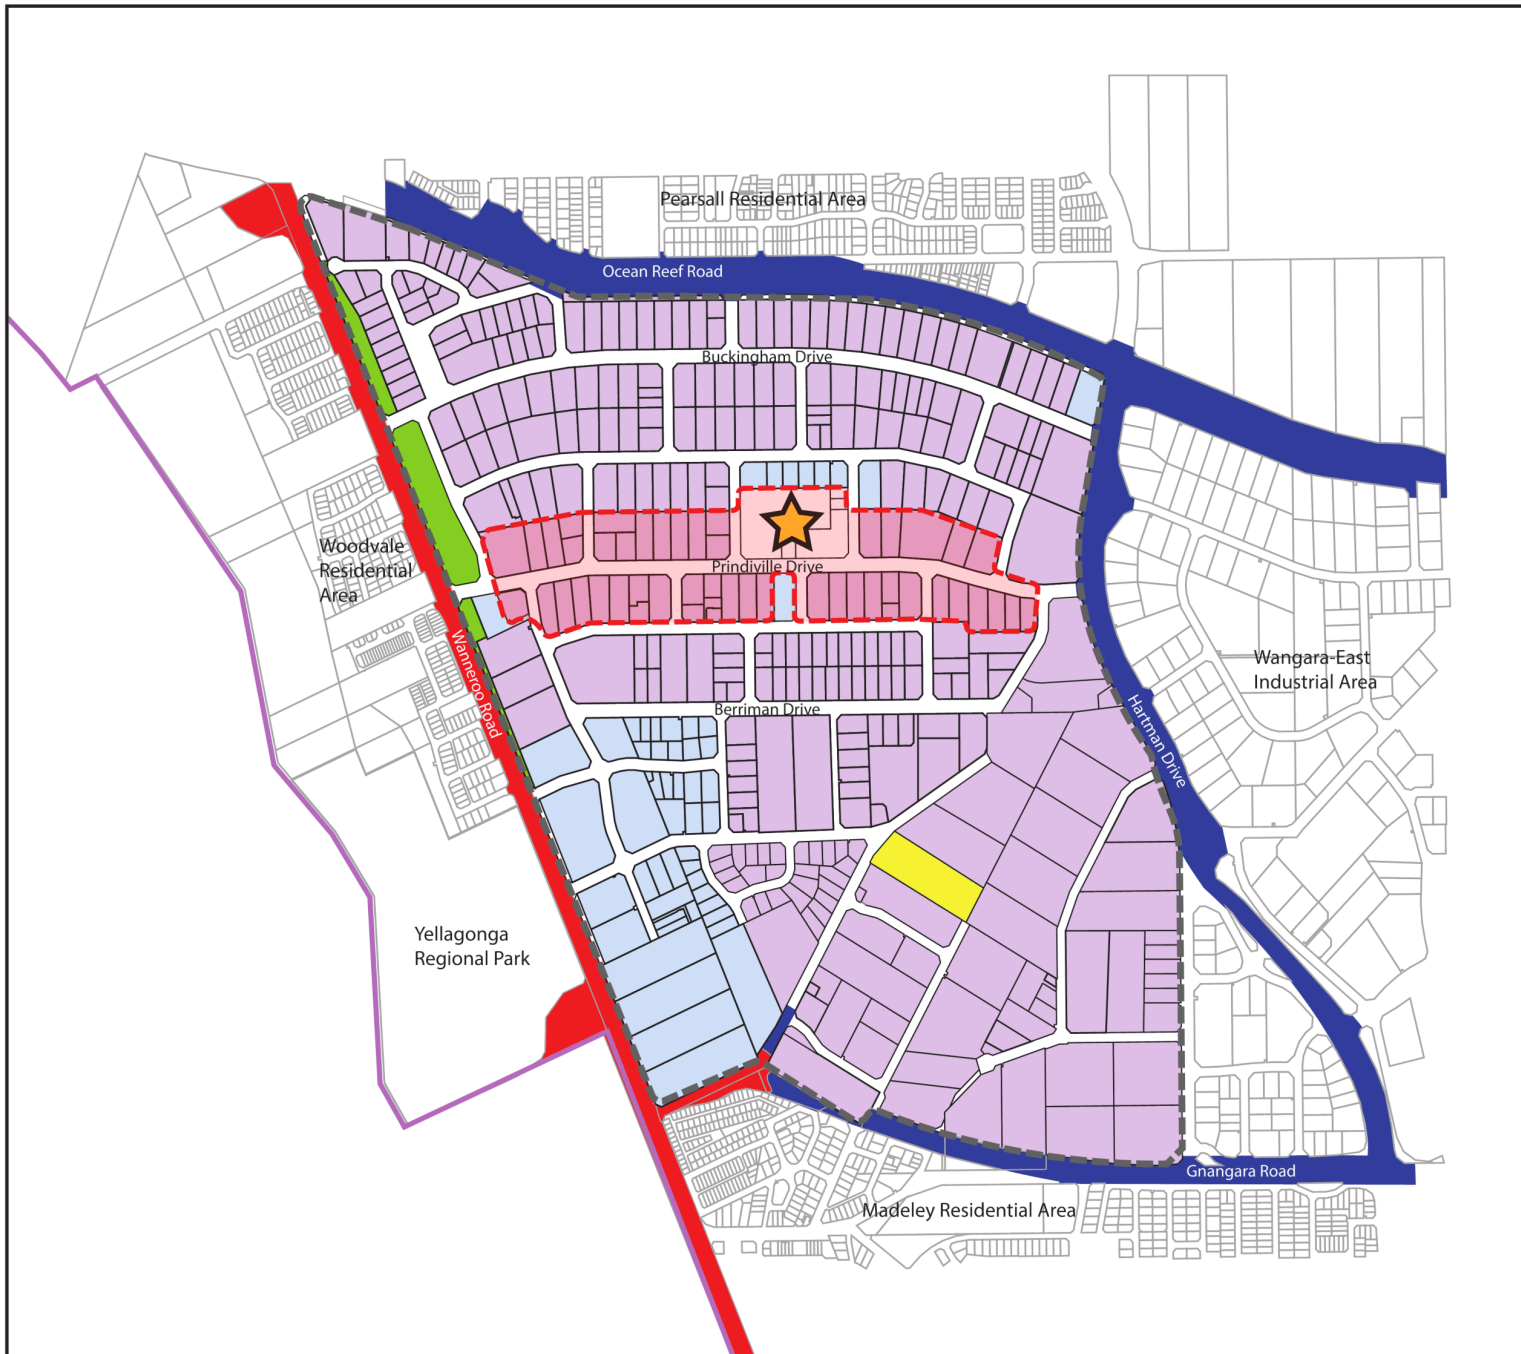 Pearsall Residential Area
Ocean Reef Road
Buckingham Drive
Woodvale
Residential
Area
Prindiville Drive
Wanneroo Road
Wangara-East
Industrial Area
Berriman Drive
Hartman Drive
Yellagonga
Regional Park
Gnangara Road
Madeley Residential Area